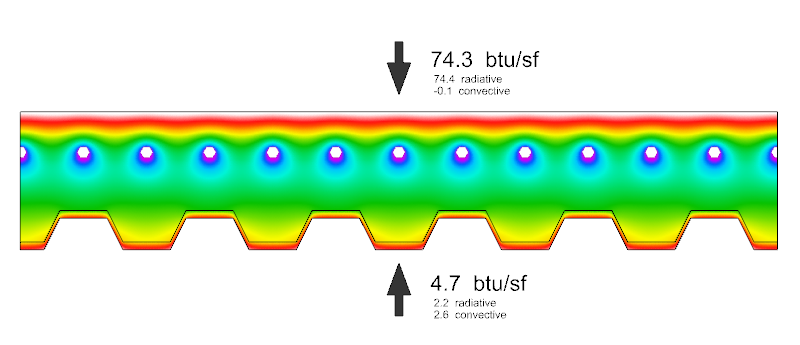 74.3 btu/sf
74.4 radiative
-0.1 convective
4.7 btu/sf
2.2 radiative
2.6 convective